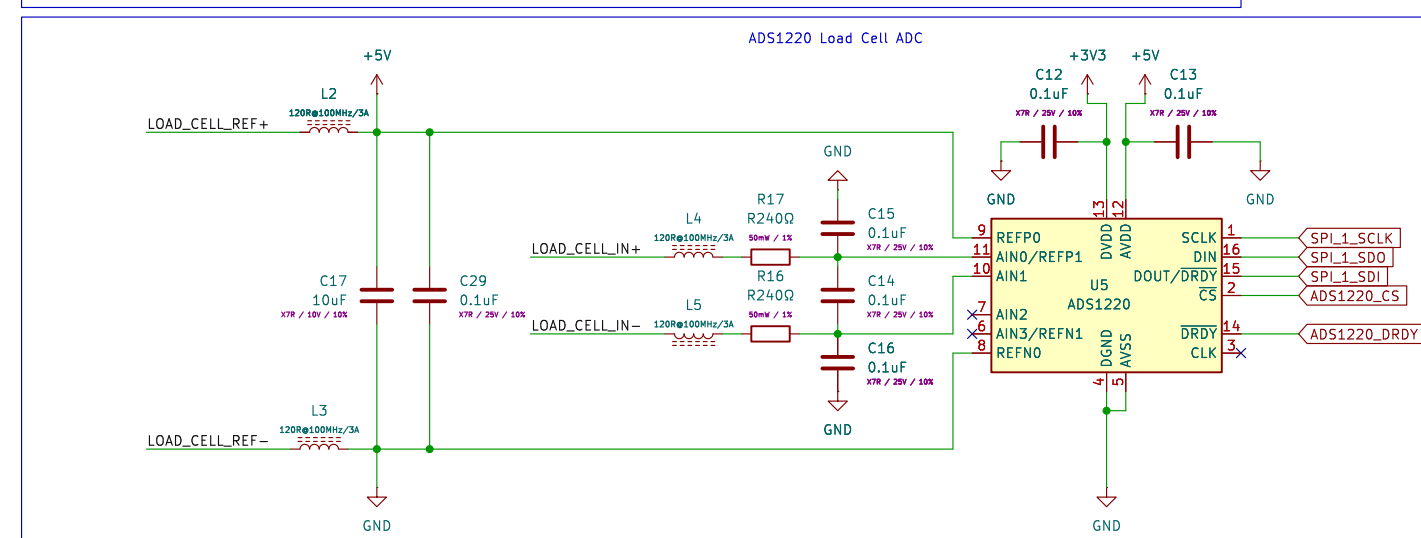 ADS1220 Load Cell ADC
+5V
L2
120R@100MHz/3A
LOAD_CELL_REF+
C12
0.1uF
X7R / 25V / 10%
+3V3
+5V
C13
0.1uF
X7R / 25V / 10%
GND
GND
GND
R17
R240Ω
50mW / 1%
C15
0.1uF
X7R / 25V / 10%
L4
120R@100MHz/3A
LOAD_CELL_IN+
R16
R240Ω
50mW / 1%
C14
0.1uF
X7R / 25V / 10%
L5
120R@100MHz/3A
LOAD_CELL_IN-
C16
0.1uF
X7R / 25V / 10%
GND
C17
10uF
X7R / 10V / 10%
C29
0.1uF
X7R / 25V / 10%
13
12
DVDD
AVDD
9
REFP0
11
AIN0/REFP1
10
AIN1
7
AIN2
6
AIN3/REFN1
8
REFN0
U5
ADS1220
SCLK
1
SPI_1_SCLK
DIN
16
SPI_1_SDO
DOUT/DRDY
15
SPI_1_SDI
CS
2
ADS1220_CS
DRDY
14
ADS1220_DRDY
CLK
3
DGND
AVSS
4
5
GND
L3
120R@100MHz/3A
LOAD_CELL_REF-
GND